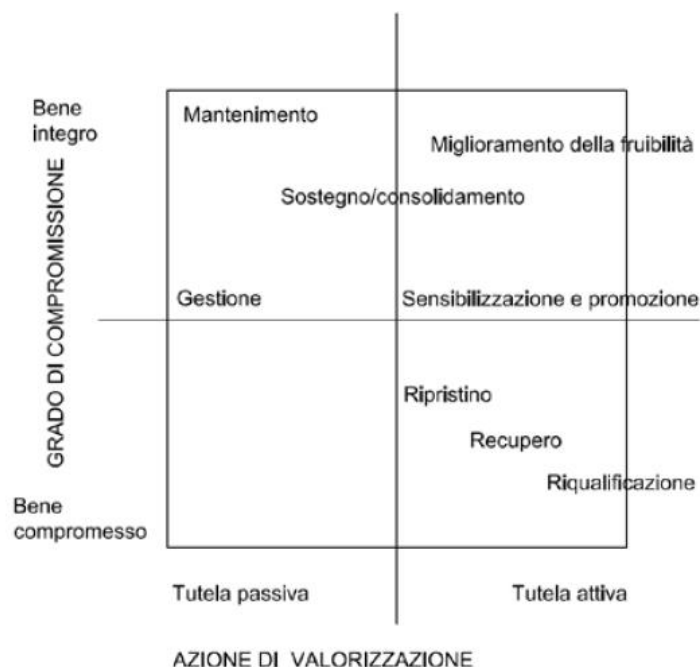 Bene
integro
Mantenimento
Miglioramento della fruibilità
Sostegno/consolidamento
GRADO DI COMPROMISSIONE
Gestione
Sensibilizzazione e promozione
Ripristino
Recupero
Riqualificazione
Bene
compromesso
Tutela passiva
Tutela attiva
AZIONE DI VALORIZZAZIONE